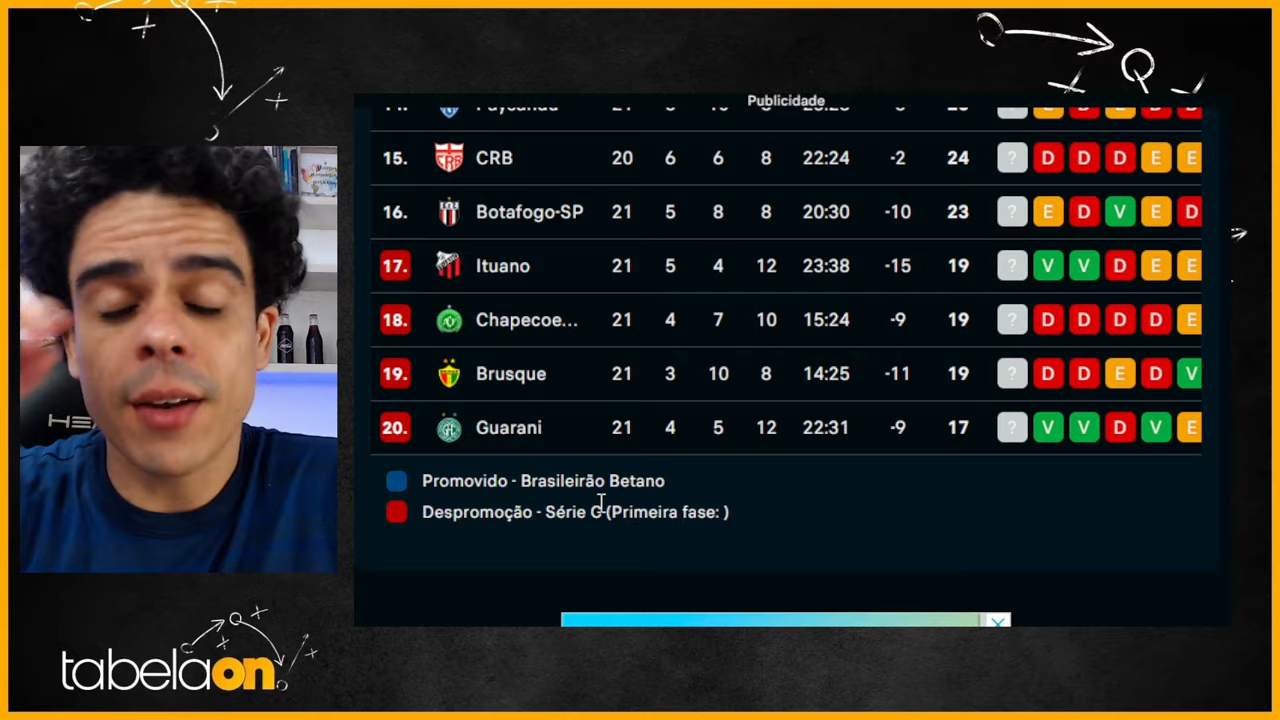 Publicidade
15. CRB 20 6 6 8 22:24 -2 24 ? D D D E E
16. Botafogo-SP 21 5 8 8 20:30 -10 23 ? E D V E D
17. Ituano 21 5 4 12 23:38 -15 19 ? V V D E E
18. Chapecoe... 21 4 7 10 15:24 -9 19 ? D D D D E
19. Brusque 21 3 10 8 14:25 -11 19 ? D D E D V
20. Guarani 21 4 5 12 22:31 -9 17 ? V V D V E
Promovido - Brasileirão Betano
Despromoção - Série C (Primeira fase: )
tabelaon